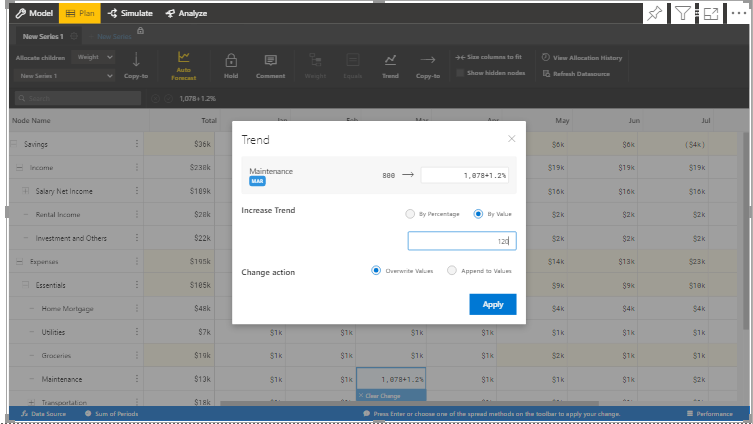 Model Plan Simulate Analyze
New Series 1 New Series
Allocate children Weight
New Series 1
Copy-to
Auto Forecast
Hold
Comment
Weight
Equals
Trend
Copy-to
Size columns to fit
Show hidden nodes
View Allocation History
Refresh Datasource
Search
1,078+1.2%
Node Name Total Jan Feb Mar Apr May Jun Jul
Savings $36k $6k $6k ($4k)
Income $230k $19k $19k $19k
Salary Net Income $189k $16k $16k $16k
Rental Income $20k $2k $2k $2k
Investment and Others $22k $2k $2k $2k
Expenses $195k $14k $13k $23k
Essentials $105k $9k $9k $10k
Home Mortgage $48k $4k $4k $4k
Utilities $7k $1k $1k $1k $1k $1k $1k $1k
Groceries $19k $1k $1k $1k $1k $2k $1k $1k
Maintenance $13k $1k $1k 1,078+1.2% $1k $1k $1k $2k
Transportation $18k
Clear Change
Trend
Maintenance
MAR
800 → 1,078+1.2%
Increase Trend
By Percentage By Value
120
Change action
Overwrite Values Append to Values
Apply
Data Source Sum of Periods Press Enter or choose one of the spread methods on the toolbar to apply your change. Performance